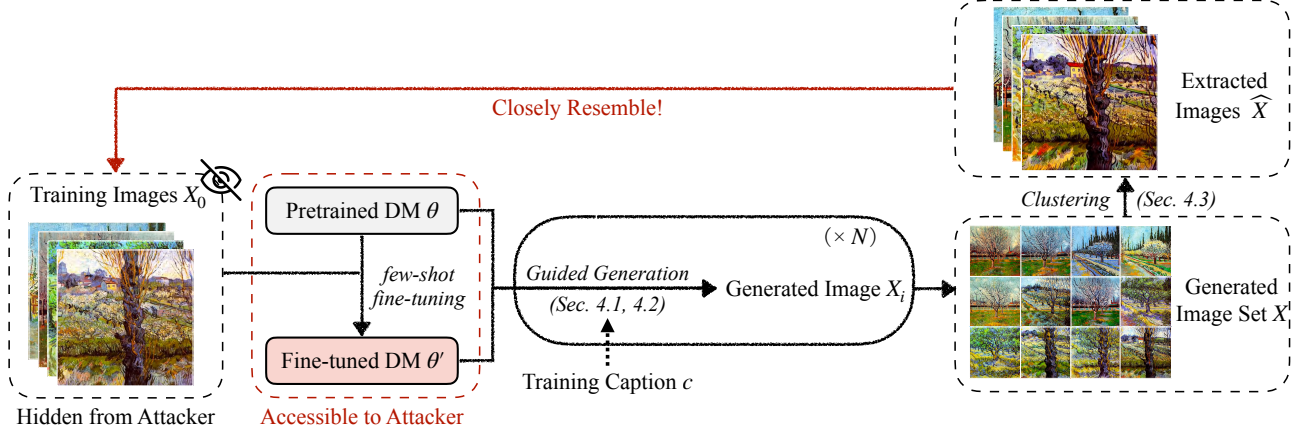 Closely Resemble!
Extracted
Images X̂
Training Images X₀
Pretrained DM θ
few-shot
fine-tuning
Fine-tuned DM θ′
Hidden from Attacker
Accessible to Attacker
(× N)
Guided Generation
(Sec. 4.1, 4.2)
Generated Image Xᵢ
Training Caption c
Clustering (Sec. 4.3)
Generated
Image Set X